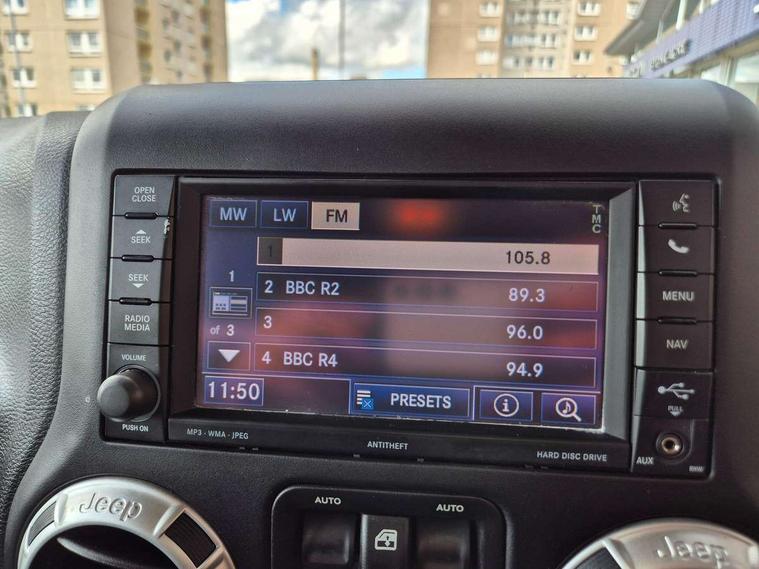 OPEN
CLOSE
SEEK
SEEK
RADIO
MEDIA
VOLUME
PUSH ON
MW LW FM
TMC
1 105.8
2 BBC R2 89.3
3 96.0
4 BBC R4 94.9
1
of 3
11:50 PRESETS
MENU
NAV
PULL
AUX
RHW
MP3 - WMA - JPEG
ANTITHEFT
HARD DISC DRIVE
AUTO AUTO
Jeep
Jeep